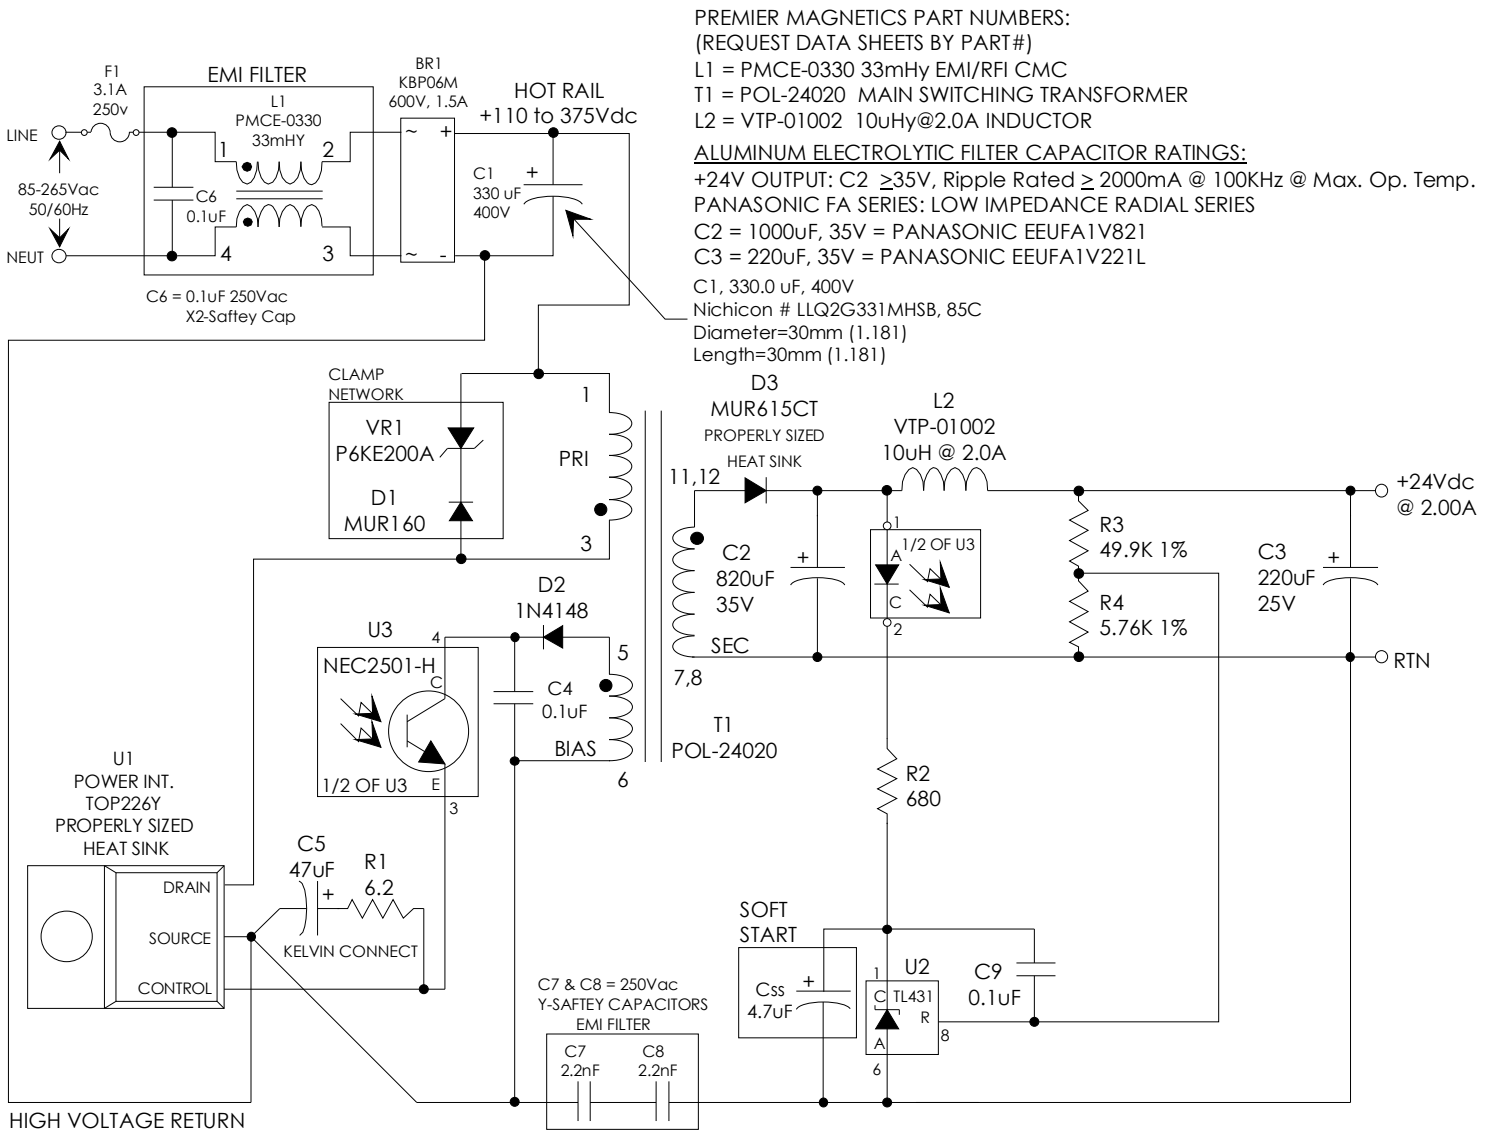 PREMIER MAGNETICS PART NUMBERS:
(REQUEST DATA SHEETS BY PART#)
L1 = PMCE-0330 33mHy EMI/RFI CMC
T1 = POL-24020 MAIN SWITCHING TRANSFORMER
L2 = VTP-01002 10uHy@2.0A INDUCTOR
ALUMINUM ELECTROLYTIC FILTER CAPACITOR RATINGS:
+24V OUTPUT: C2 ≥35V, Ripple Rated ≥ 2000mA @ 100KHz @ Max. Op. Temp.
PANASONIC FA SERIES: LOW IMPEDANCE RADIAL SERIES
C2 = 1000uF, 35V = PANASONIC EEUFA1V821
C3 = 220uF, 35V = PANASONIC EEUFA1V221L
C1, 330.0 uF, 400V
Nichicon # LLQ2G331MHSB, 85C
Diameter=30mm (1.181)
Length=30mm (1.181)
F1
3.1A
250v
LINE
85-265Vac
50/60Hz
NEUT
EMI FILTER
L1
PMCE-0330
33mHY
1
2
C6
0.1uF
4
3
C6 = 0.1uF 250Vac
X2-Saftey Cap
BR1
KBP06M
600V, 1.5A
~
+
~
-
HOT RAIL
+110 to 375Vdc
C1
330 uF
400V
+
CLAMP
NETWORK
VR1
P6KE200A
D1
MUR160
1
PRI
3
D2
1N4148
5
C4
0.1uF
BIAS
6
T1
POL-24020
11,12
SEC
7,8
D3
MUR615CT
PROPERLY SIZED
HEAT SINK
C2
820uF
35V
+
L2
VTP-01002
10uH @ 2.0A
1
1/2 OF U3
A
C
2
R3
49.9K 1%
R4
5.76K 1%
C3
220uF
25V
+
+24Vdc
@ 2.00A
RTN
U3
4
NEC2501-H
C
1/2 OF U3
E
3
U1
POWER INT.
TOP226Y
PROPERLY SIZED
HEAT SINK
DRAIN
SOURCE
CONTROL
C5
47uF
+
R1
6.2
KELVIN CONNECT
R2
680
SOFT
START
Css
4.7uF
+
1
U2
C TL431
R
8
A
6
C9
0.1uF
C7 & C8 = 250Vac
Y-SAFTEY CAPACITORS
EMI FILTER
C7
2.2nF
C8
2.2nF
HIGH VOLTAGE RETURN